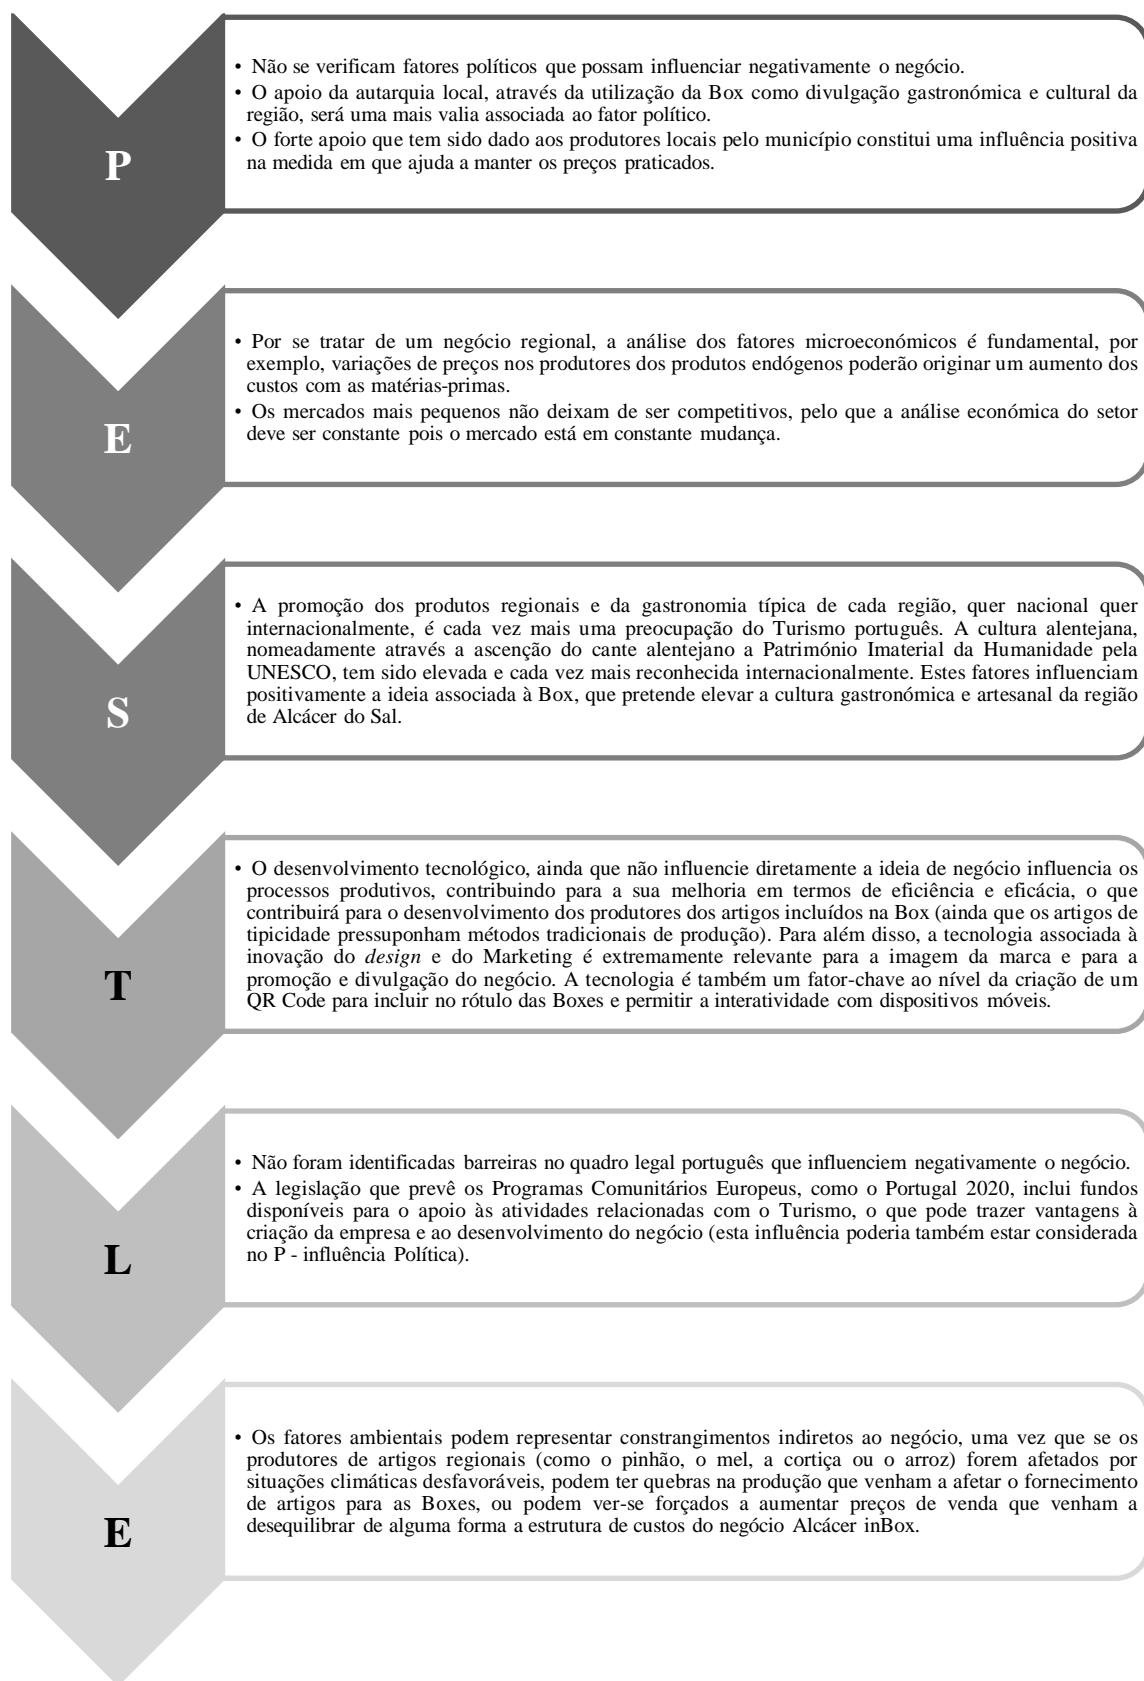 P
• Não se verificam fatores políticos que possam influenciar negativamente o negócio.
• O apoio da autarquia local, através da utilização da Box como divulgação gastronómica e cultural da
região, será uma mais valia associada ao fator político.
• O forte apoio que tem sido dado aos produtores locais pelo município constitui uma influência positiva
na medida em que ajuda a manter os preços praticados.
E
• Por se tratar de um negócio regional, a análise dos fatores microeconómicos é fundamental, por
exemplo, variações de preços nos produtores dos produtos endógenos poderão originar um aumento dos
custos com as matérias-primas.
• Os mercados mais pequenos não deixam de ser competitivos, pelo que a análise económica do setor
deve ser constante pois o mercado está em constante mudança.
S
• A promoção dos produtos regionais e da gastronomia típica de cada região, quer nacional quer
internacionalmente, é cada vez mais uma preocupação do Turismo português. A cultura alentejana,
nomeadamente através a ascenção do cante alentejano a Património Imaterial da Humanidade pela
UNESCO, tem sido elevada e cada vez mais reconhecida internacionalmente. Estes fatores influenciam
positivamente a ideia associada à Box, que pretende elevar a cultura gastronómica e artesanal da região
de Alcácer do Sal.
T
• O desenvolvimento tecnológico, ainda que não influencie diretamente a ideia de negócio influencia os
processos produtivos, contribuindo para a sua melhoria em termos de eficiência e eficácia, o que
contribuirá para o desenvolvimento dos produtores dos artigos incluídos na Box (ainda que os artigos de
tipicidade pressuponham métodos tradicionais de produção). Para além disso, a tecnologia associada à
inovação do design e do Marketing é extremamente relevante para a imagem da marca e para a
promoção e divulgação do negócio. A tecnologia é também um fator-chave ao nível da criação de um
QR Code para incluir no rótulo das Boxes e permitir a interatividade com dispositivos móveis.
L
• Não foram identificadas barreiras no quadro legal português que influenciem negativamente o negócio.
• A legislação que prevê os Programas Comunitários Europeus, como o Portugal 2020, inclui fundos
disponíveis para o apoio às atividades relacionadas com o Turismo, o que pode trazer vantagens à
criação da empresa e ao desenvolvimento do negócio (esta influência poderia também estar considerada
no P - influência Política).
E
• Os fatores ambientais podem representar constrangimentos indiretos ao negócio, uma vez que se os
produtores de artigos regionais (como o pinhão, o mel, a cortiça ou o arroz) forem afetados por
situações climáticas desfavoráveis, podem ter quebras na produção que venham a afetar o fornecimento
de artigos para as Boxes, ou podem ver-se forçados a aumentar preços de venda que venham a
desequilibrar de alguma forma a estrutura de custos do negócio Alcácer inBox.